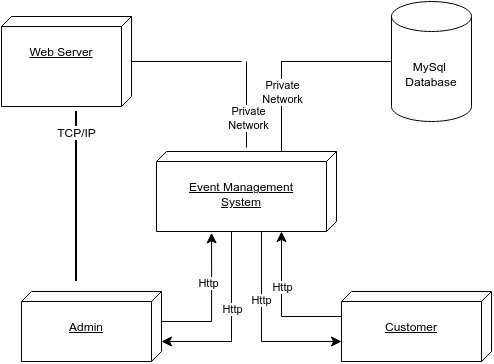 Web Server
MySql
Database
Private
Network
Private
Network
TCP/IP
Event Management
System
Http
Http
Http
Http
Admin
Customer